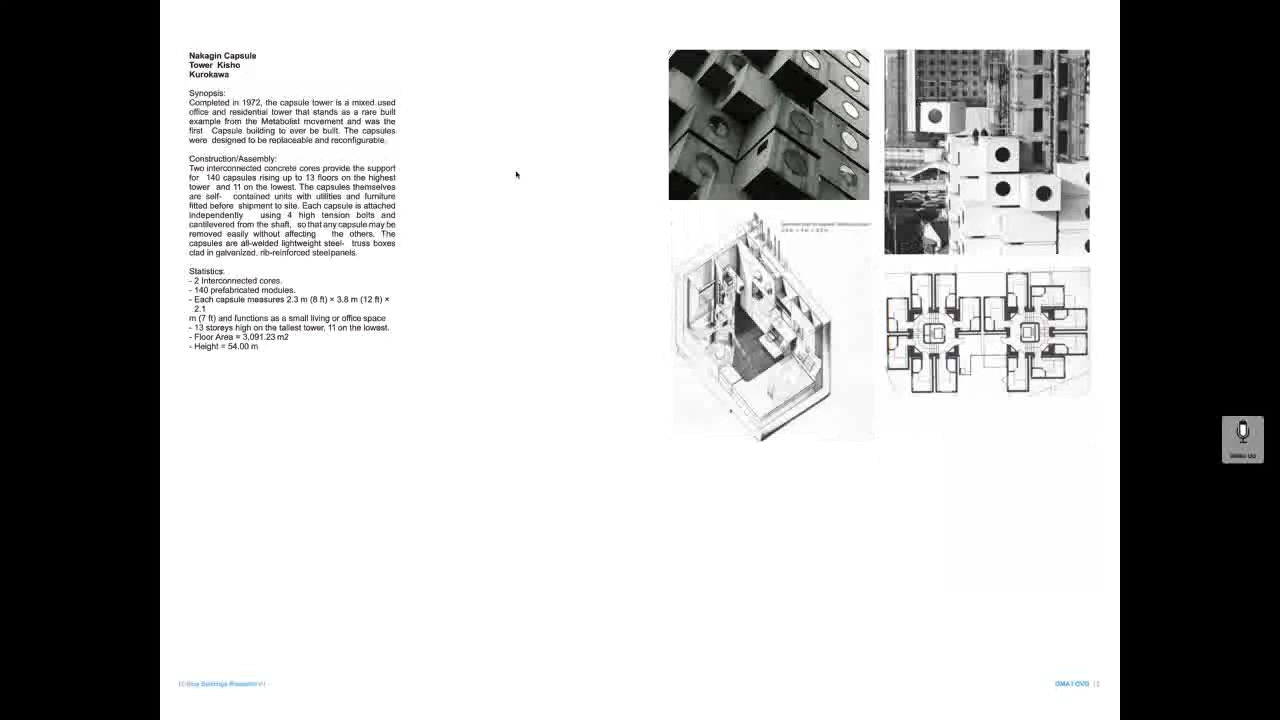 Nakagin Capsule
Tower Kisho
Kurokawa
Synopsis:
Completed in 1972, the capsule tower is a mixed used
office and residential tower that stands as a rare built
example from the Metabolist movement and was the
first Capsule building to ever be built. The capsules
were designed to be replaceable and reconfigurable.
Construction/Assembly:
Two interconnected concrete cores provide the support
for 140 capsules rising up to 13 floors on the highest
tower and 11 on the lowest. The capsules themselves
are self- contained units with utilities and furniture
fitted before shipment to site. Each capsule is attached
independently using 4 high tension bolts and
cantilevered from the shaft, so that any capsule may be
removed easily without affecting the others. The
capsules are all-welded lightweight steel- truss boxes
clad in galvanized, rib-reinforced steelpanels.
Statistics:
- 2 Interconnected cores.
- 140 prefabricated modules.
- Each capsule measures 2.3 m (8 ft) × 3.8 m (12 ft) ×
2.1
m (7 ft) and functions as a small living or office space
- 13 storeys high on the tallest tower, 11 on the lowest.
- Floor Area = 3,091.23 m2
- Height = 54.00 m